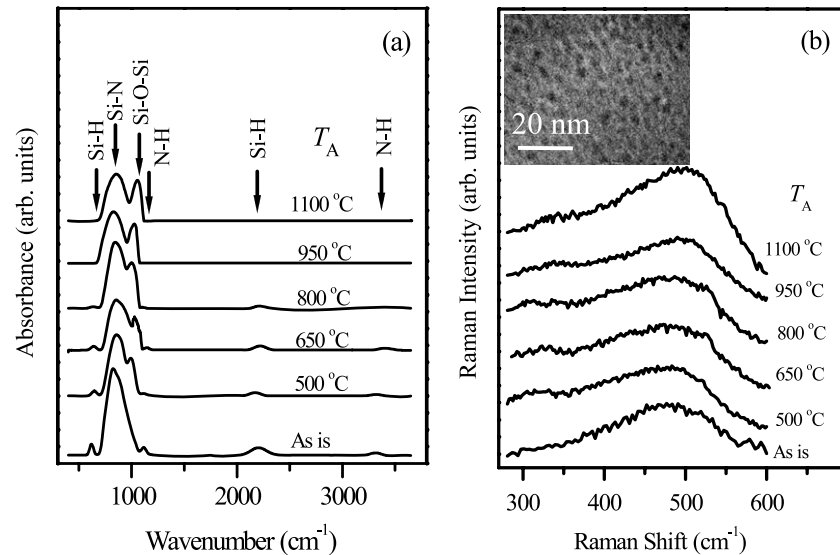 (a)
Si-H
Si-N
Si-O-Si
N-H
Si-H
N-H
T_A
1100 °C
950 °C
800 °C
650 °C
500 °C
As is
Absorbance (arb. units)
1000 2000 3000
Wavenumber (cm⁻¹)
(b)
20 nm
T_A
1100 °C
950 °C
800 °C
650 °C
500 °C
As is
Raman Intensity (arb. units)
300 400 500 600
Raman Shift (cm⁻¹)